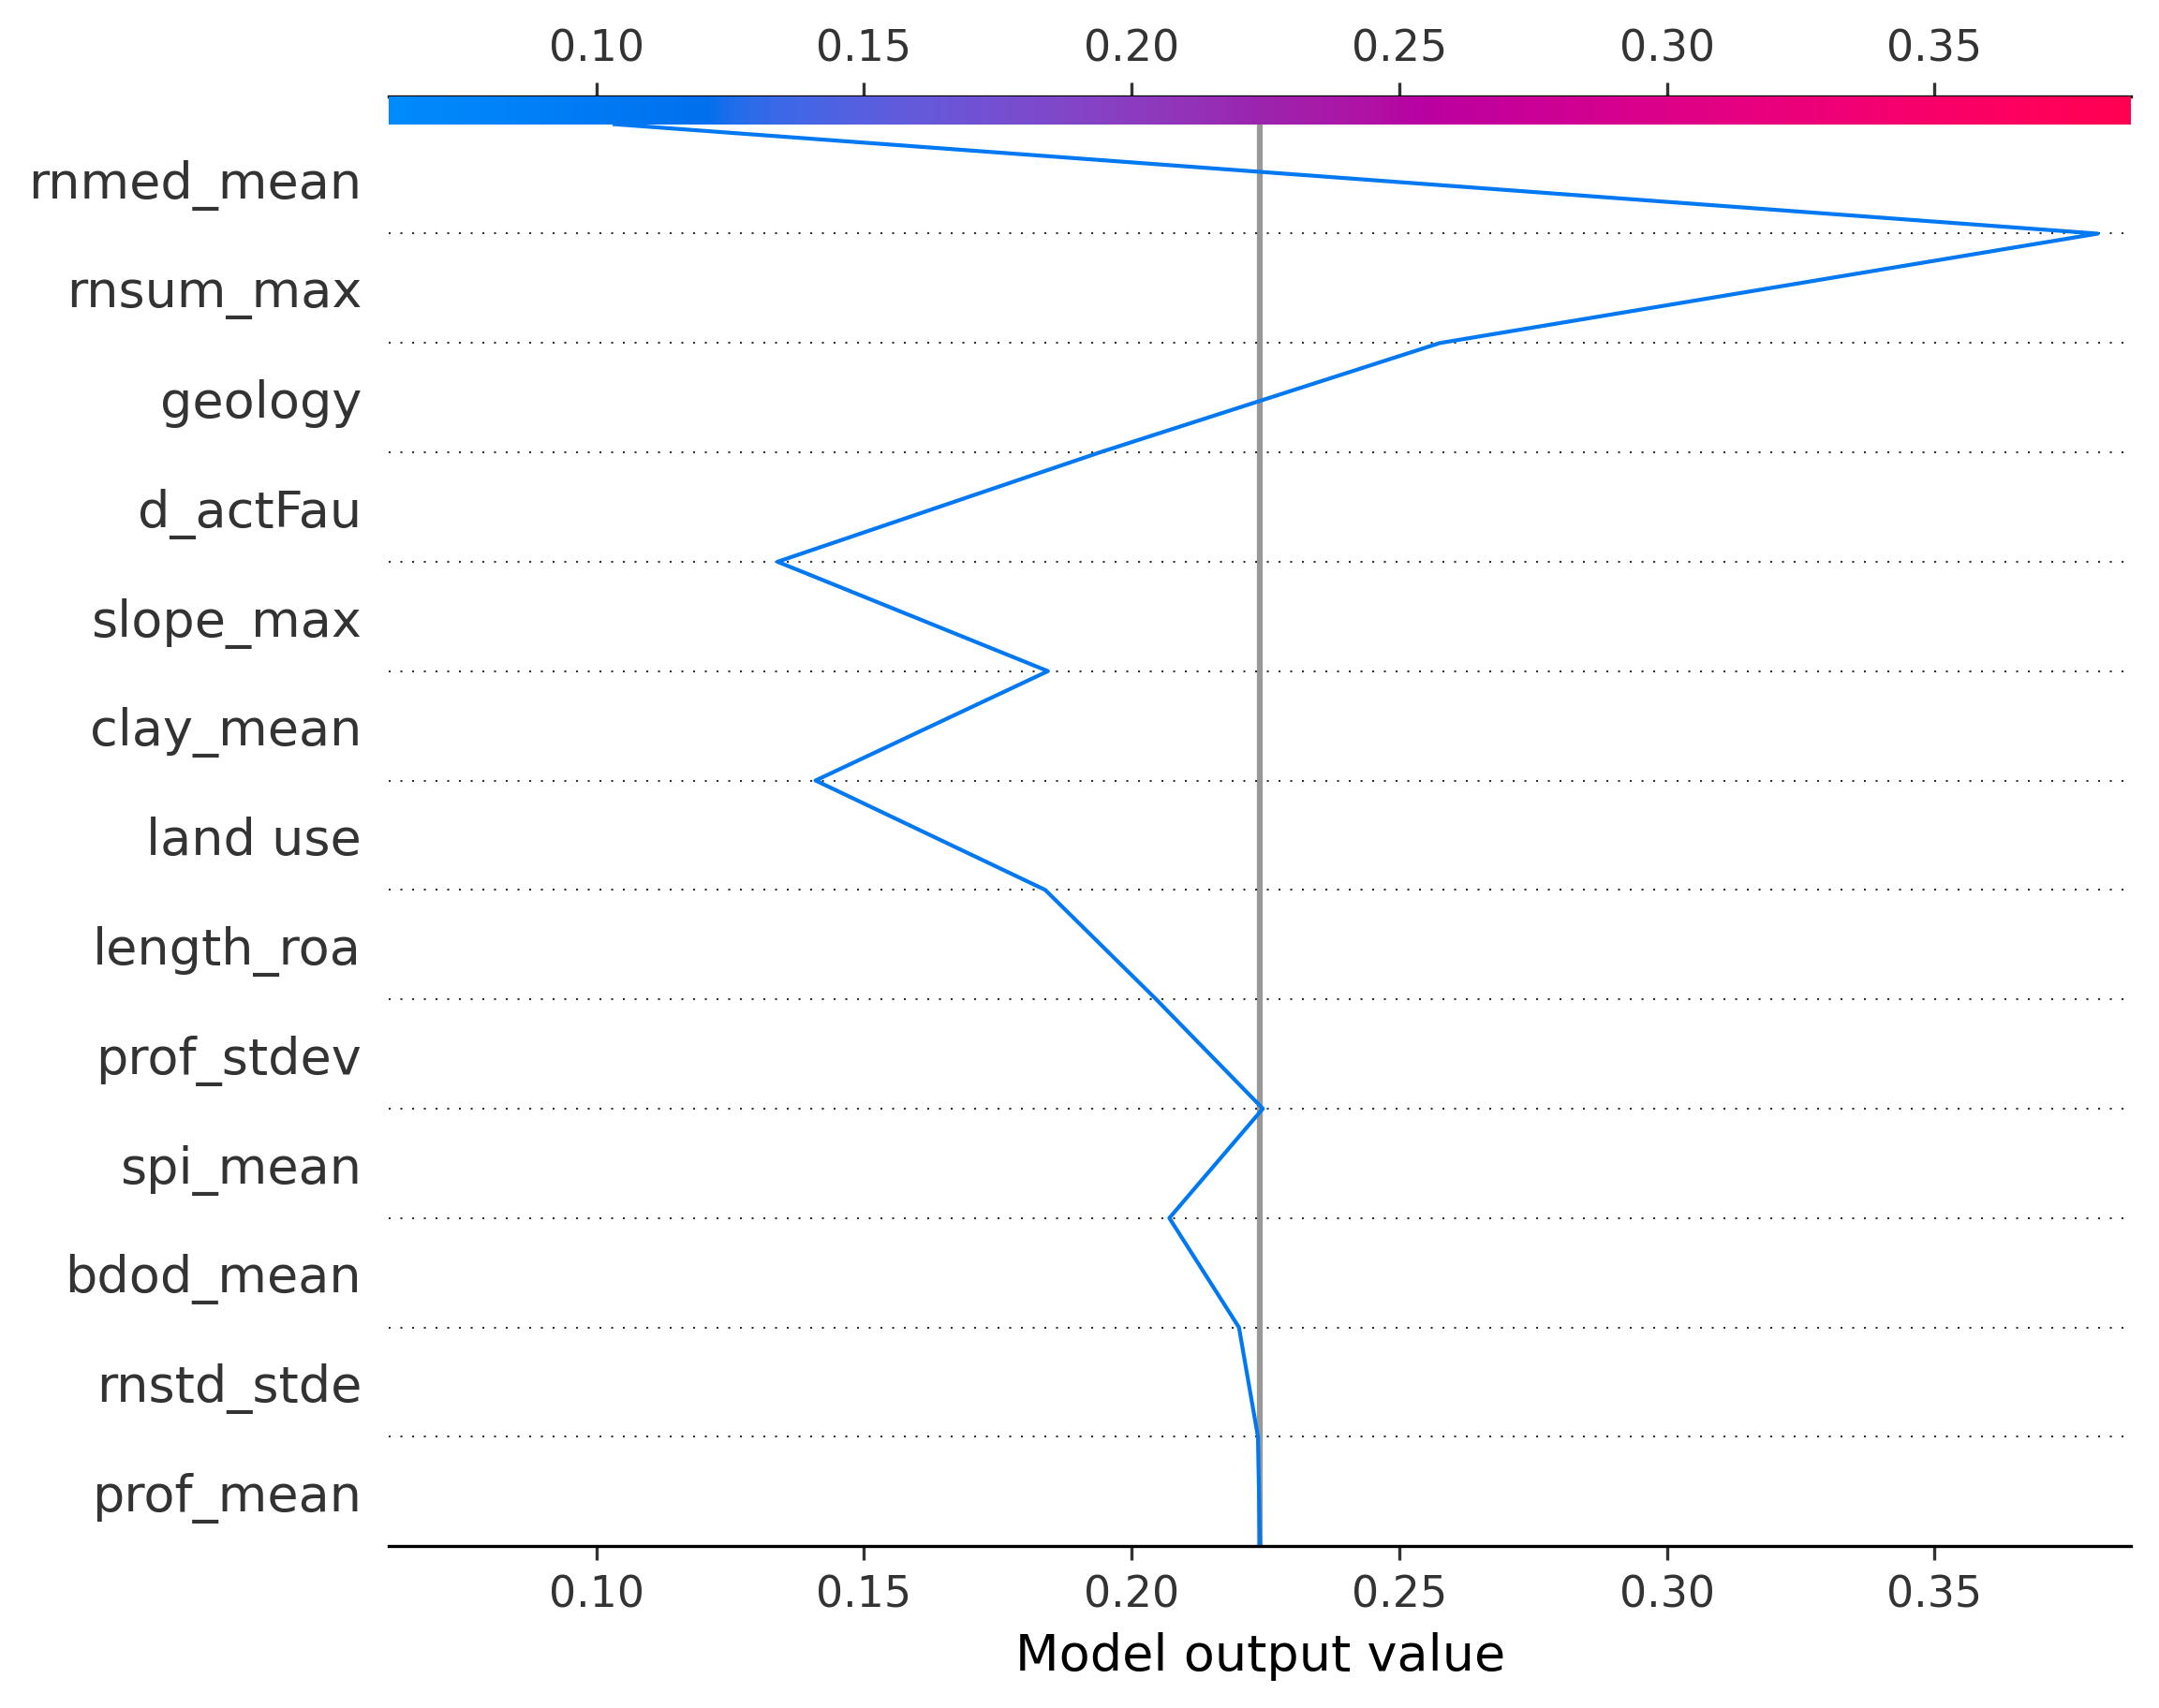 0.10 0.15 0.20 0.25 0.30 0.35
rnmed_mean
rnsum_max
geology
d_actFau
slope_max
clay_mean
land use
length_roa
prof_stdev
spi_mean
bdod_mean
rnstd_stde
prof_mean
0.10 0.15 0.20 0.25 0.30 0.35
Model output value